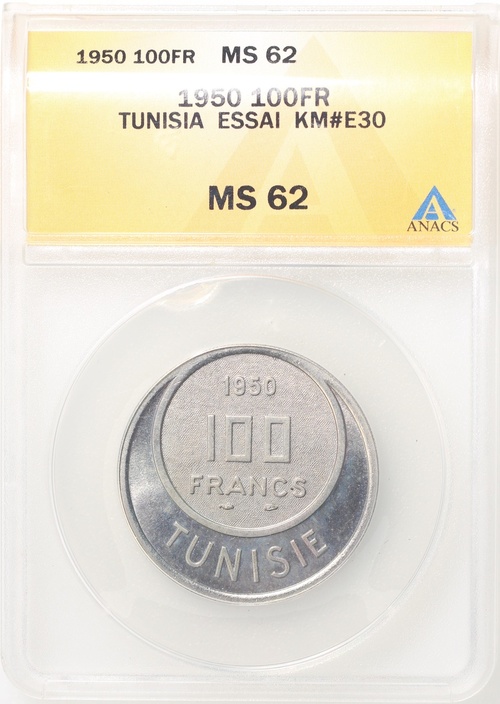 1950 100FR MS 62
1950 100FR
TUNISIA ESSAI KM#E30
MS 62
ANACS
1950
100
FRANCS
TUNISIE